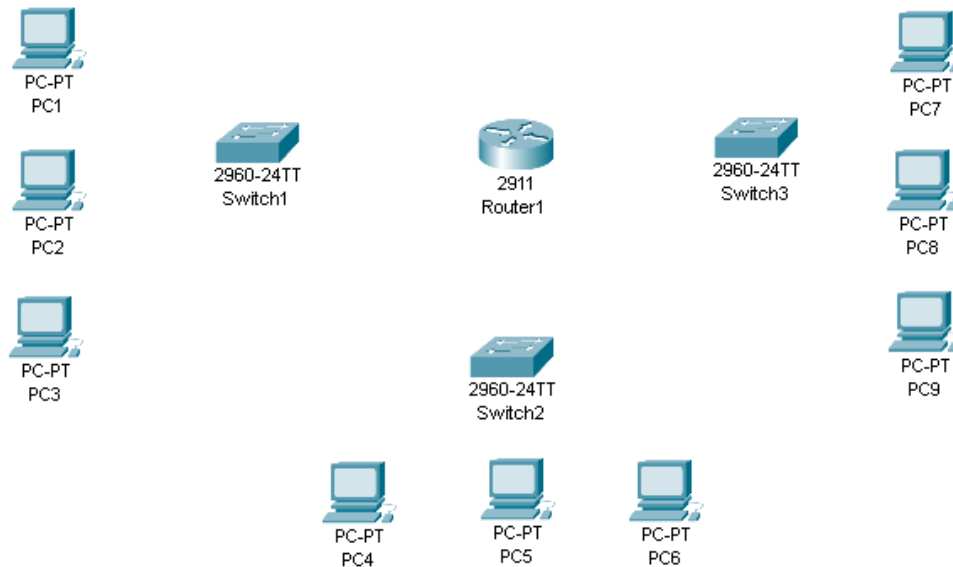 PC-PT
PC1
PC-PT
PC7
2960-24TT
Switch1
2911
Router1
2960-24TT
Switch3
PC-PT
PC2
PC-PT
PC8
PC-PT
PC3
PC-PT
PC9
2960-24TT
Switch2
PC-PT
PC4
PC-PT
PC5
PC-PT
PC6